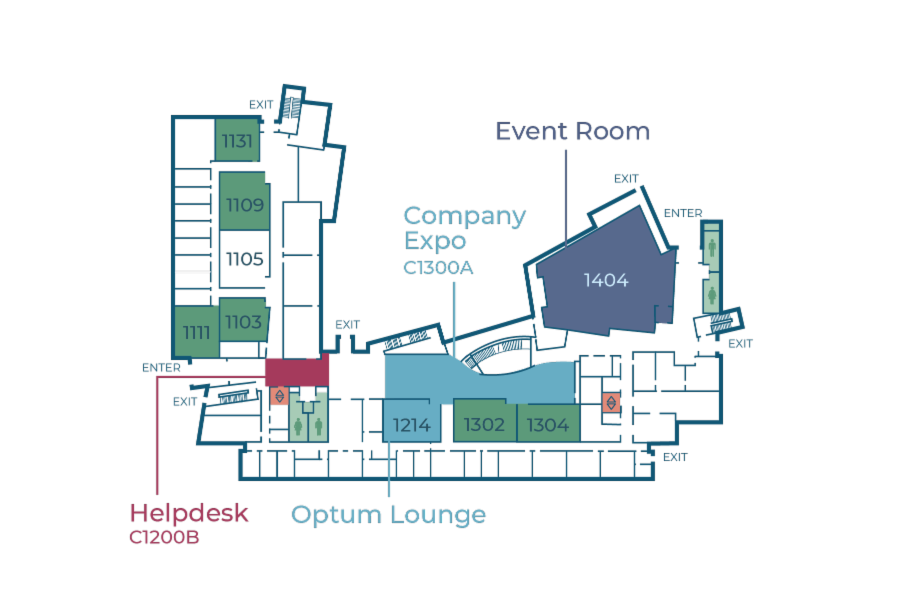 EXIT
1131
Event Room
EXIT
ENTER
1109
Company
Expo
C1300A
1105
1404
1103
1111
EXIT
EXIT
ENTER
EXIT
1214
1302
1304
EXIT
Helpdesk
C1200B
Optum Lounge